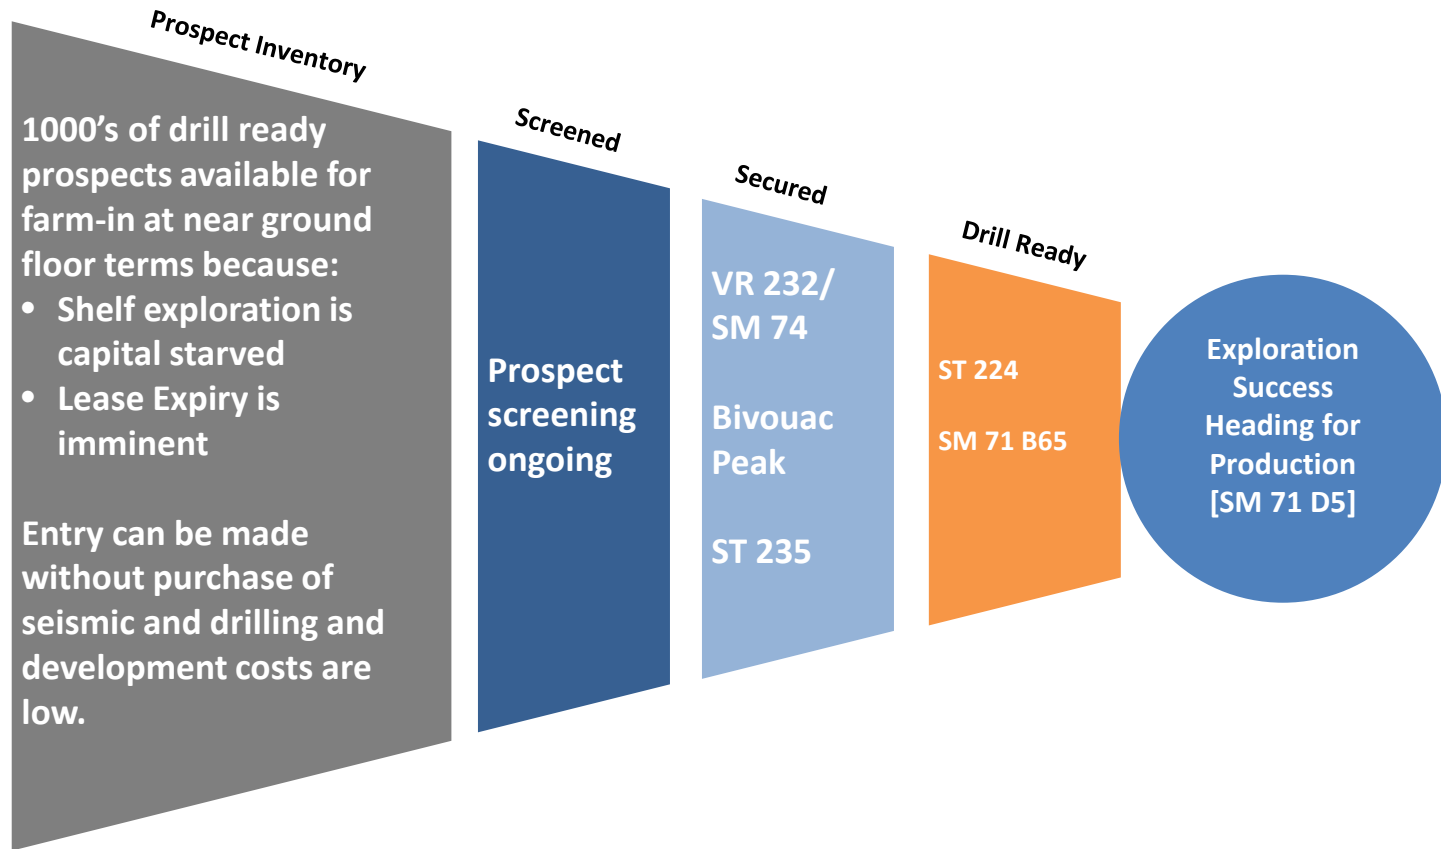 Prospect Inventory
1000’s of drill ready
prospects available for
farm-in at near ground
floor terms because:
• Shelf exploration is
capital starved
• Lease Expiry is
imminent
Entry can be made
without purchase of
seismic and drilling and
development costs are
low.
Screened
Prospect
screening
ongoing
Secured
VR 232/
SM 74
Bivouac
Peak
ST 235
Drill Ready
ST 224
SM 71 B65
Exploration
Success
Heading for
Production
[SM 71 D5]